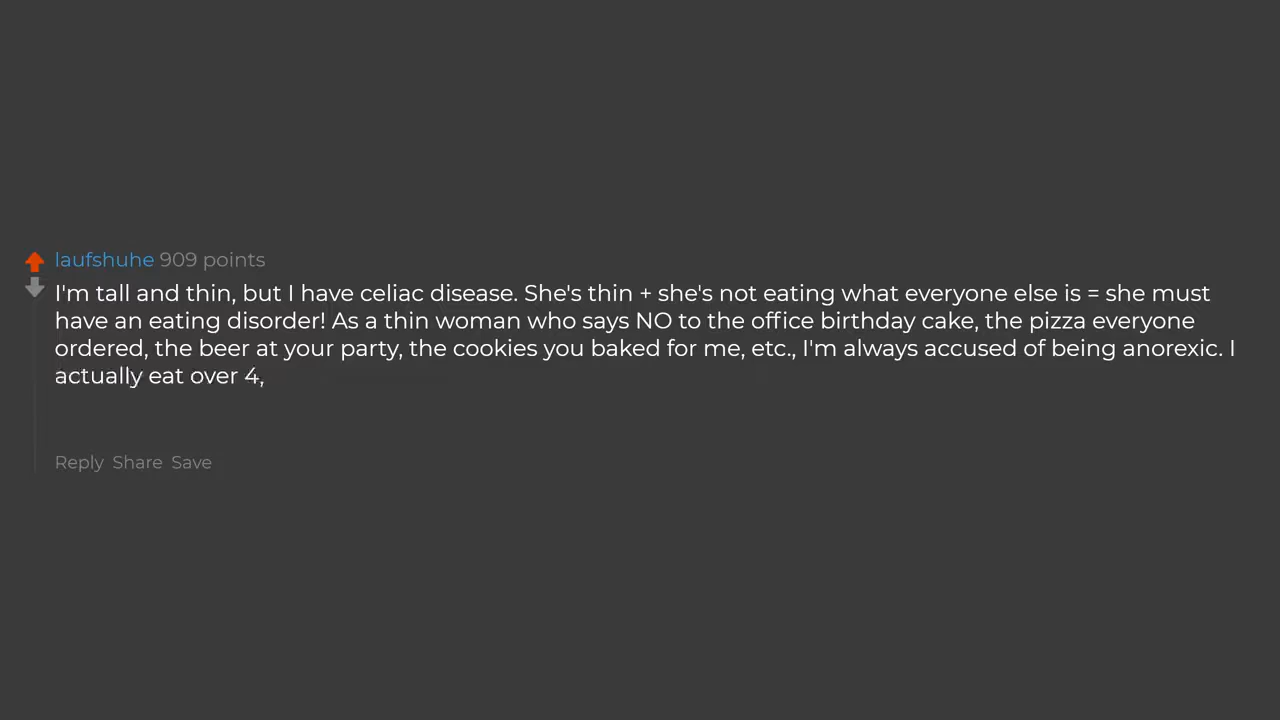 laufshuhe 909 points
I'm tall and thin, but I have celiac disease. She's thin + she's not eating what everyone else is = she must
have an eating disorder! As a thin woman who says NO to the office birthday cake, the pizza everyone
ordered, the beer at your party, the cookies you baked for me, etc., I'm always accused of being anorexic. I
actually eat over 4,
Reply Share Save